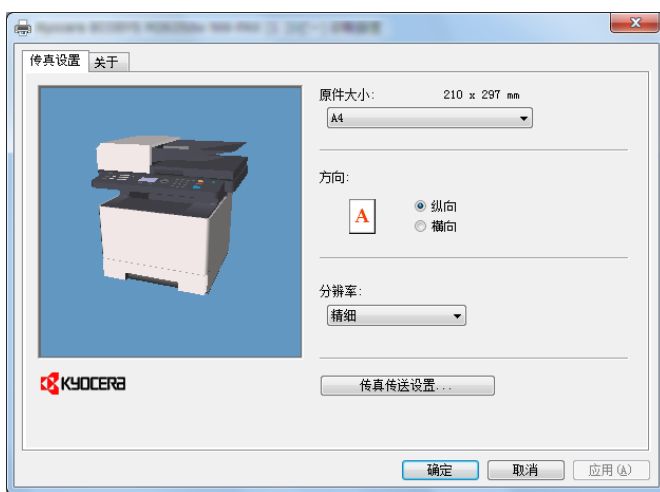 传真设置 关于
原件大小: 210 x 297 mm
A4
方向:
A
纵向
横向
分辨率:
精细
KYOCERA
传真传送设置...
确定 取消 应用(A)